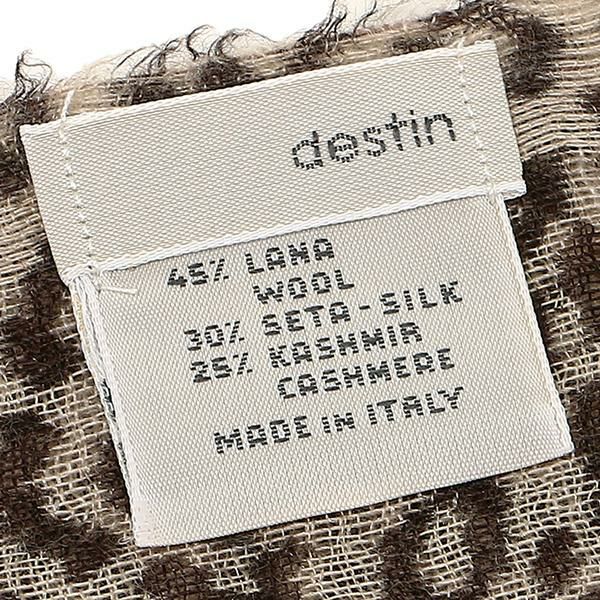 destin
45% LANA
WOOL
30% SETA-SILK
25% KASHMIR
CASHMERE
MADE IN ITALY